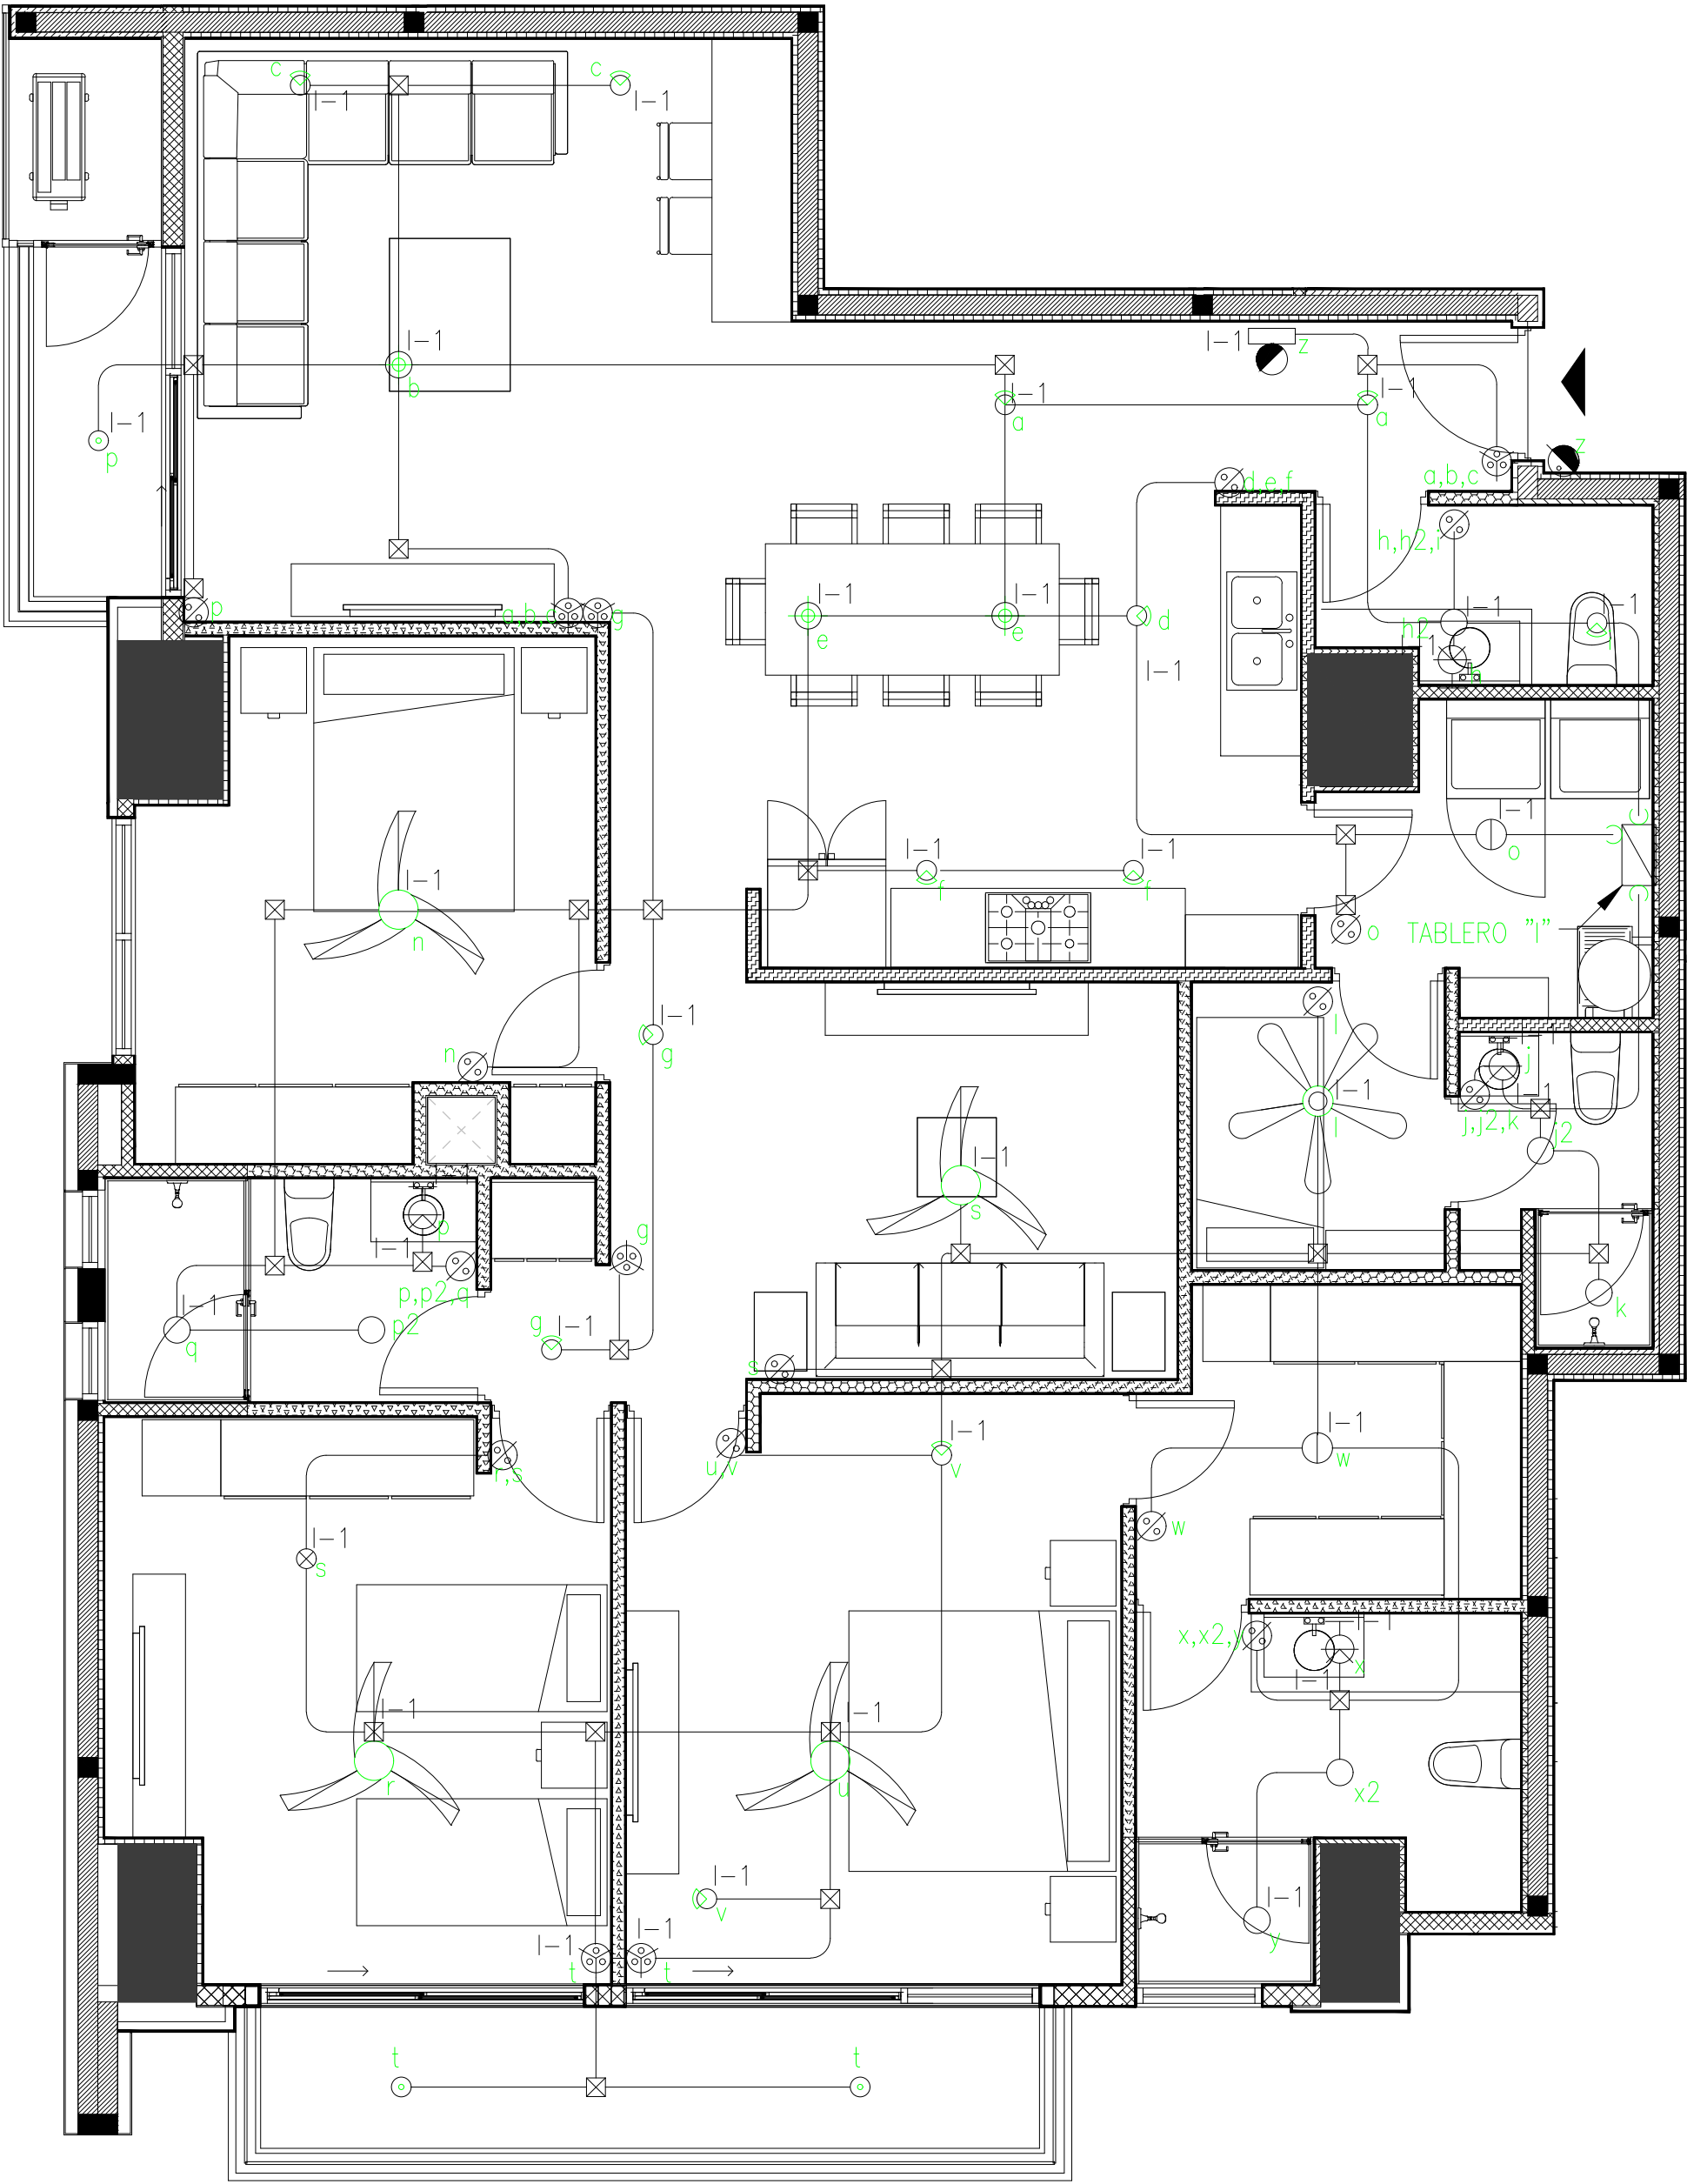 c
c
I-1
I-1
I-1
b
I-1
z
I-1
a
I-1
a
I-1
p
z
a,b,c
d,e,f
h,h2,i
p
a,b,c
g
I-1
e
I-1
e
d
I-1
I-1
h2
I-1
i
h
I-1
n
I-1
f
I-1
f
I-1
o
o
TABLERO "I"
I-1
g
n
l
I-1
l
j
j,j2,k
j2
I-1
s
I-1
p
p,p2,q
g
I-1
q
p2
g
I-1
k
s
r,s
u,v
I-1
v
I-1
w
w
I-1
s
x,x2,y
x
I-1
I-1
r
I-1
u
x2
I-1
v
I-1
y
I-1
t
I-1
t
t
t